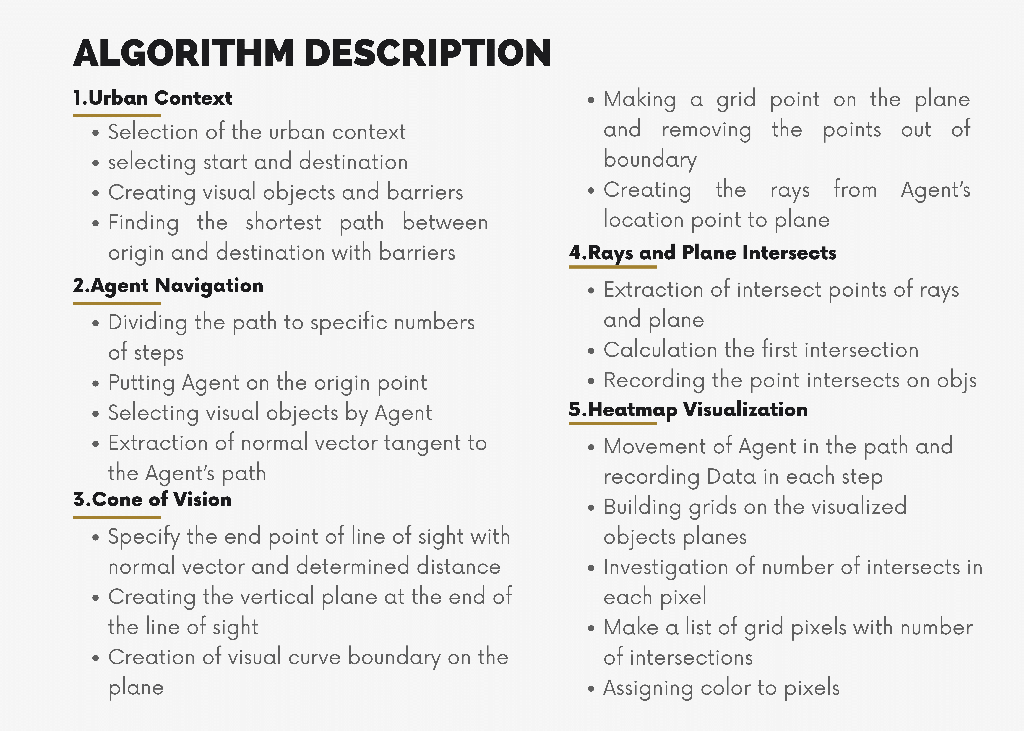 ALGORITHM DESCRIPTION
1.Urban Context
• Selection of the urban context
• selecting start and destination
• Creating visual objects and barriers
• Finding the shortest path between
origin and destination with barriers
2.Agent Navigation
• Dividing the path to specific numbers
of steps
• Putting Agent on the origin point
• Selecting visual objects by Agent
• Extraction of normal vector tangent to
the Agent's path
3.Cone of Vision
• Specify the end point of line of sight with
normal vector and determined distance
• Creating the vertical plane at the end of
the line of sight
• Creation of visual curve boundary on the
plane
• Making a grid point on the plane
and removing the points out of
boundary
• Creating the rays from Agent's
location point to plane
4.Rays and Plane Intersects
• Extraction of intersect points of rays
and plane
• Calculation the first intersection
• Recording the point intersects on objs
5.Heatmap Visualization
• Movement of Agent in the path and
recording Data in each step
• Building grids on the visualized
objects planes
• Investigation of number of intersects in
each pixel
• Make a list of grid pixels with number
of intersections
• Assigning color to pixels